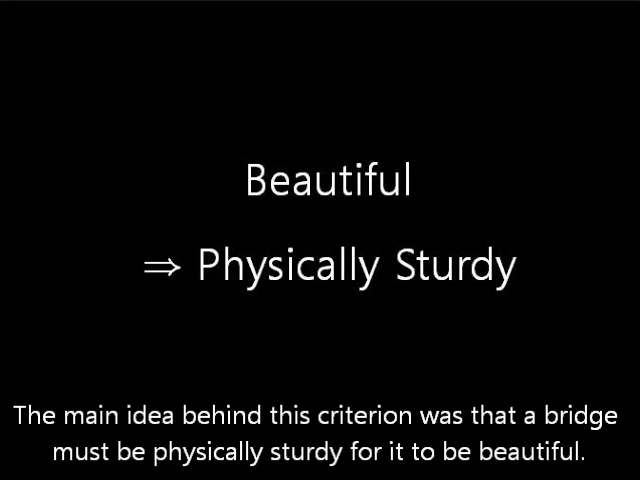 Beautiful
⇒ Physically Sturdy
The main idea behind this criterion was that a bridge
must be physically sturdy for it to be beautiful.